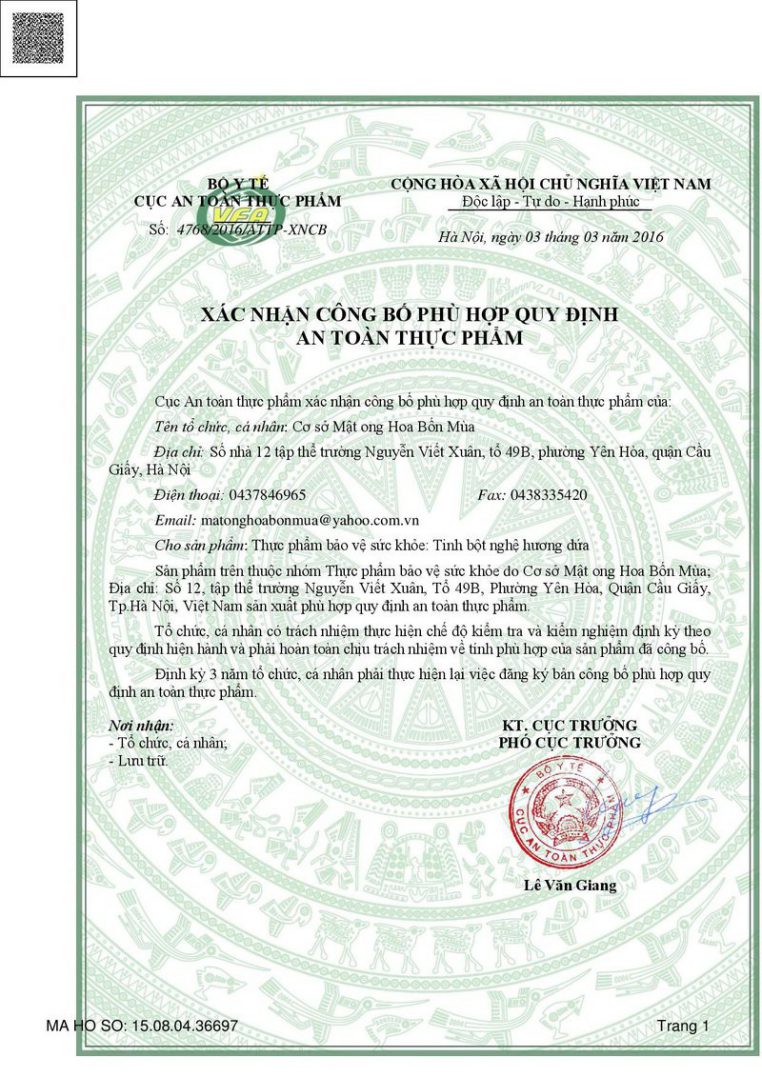 BỘ Y TẾ
CỤC AN TOÀN THỰC PHẨM
VFA
Số: 4768/2016/ATTP-XNCB
CỘNG HÒA XÃ HỘI CHỦ NGHĨA VIỆT NAM
Độc lập - Tự do - Hạnh phúc
Hà Nội, ngày 03 tháng 03 năm 2016
XÁC NHẬN CÔNG BỐ PHÙ HỢP QUY ĐỊNH
AN TOÀN THỰC PHẨM
Cục An toàn thực phẩm xác nhận công bố phù hợp quy định an toàn thực phẩm của:
Tên tổ chức, cá nhân: Cơ sở Mật ong Hoa Bốn Mùa
Địa chỉ: Số nhà 12 tập thể trường Nguyễn Viết Xuân, tổ 49B, phường Yên Hòa, quận Cầu
Giấy, Hà Nội
Điện thoại: 0437846965 Fax: 0438335420
Email: matonghoabonmua@yahoo.com.vn
Cho sản phẩm: Thực phẩm bảo vệ sức khỏe: Tinh bột nghệ hương dứa
Sản phẩm trên thuộc nhóm Thực phẩm bảo vệ sức khỏe do Cơ sở Mật ong Hoa Bốn Mùa;
Địa chỉ: Số 12, tập thể trường Nguyễn Viết Xuân, Tổ 49B, Phường Yên Hòa, Quận Cầu Giấy,
Tp.Hà Nội, Việt Nam sản xuất phù hợp quy định an toàn thực phẩm.
Tổ chức, cá nhân có trách nhiệm thực hiện chế độ kiểm tra và kiểm nghiệm định kỳ theo
quy định hiện hành và phải hoàn toàn chịu trách nhiệm về tính phù hợp của sản phẩm đã công bố.
Định kỳ 3 năm tổ chức, cá nhân phải thực hiện lại việc đăng ký bản công bố phù hợp quy
định an toàn thực phẩm.
Nơi nhận:
- Tổ chức, cá nhân;
- Lưu trữ.
KT. CỤC TRƯỞNG
PHÓ CỤC TRƯỞNG
BỘ Y TẾ
CỤC AN TOÀN THỰC PHẨM
Lê Văn Giang
MA HO SO: 15.08.04.36697
Trang 1